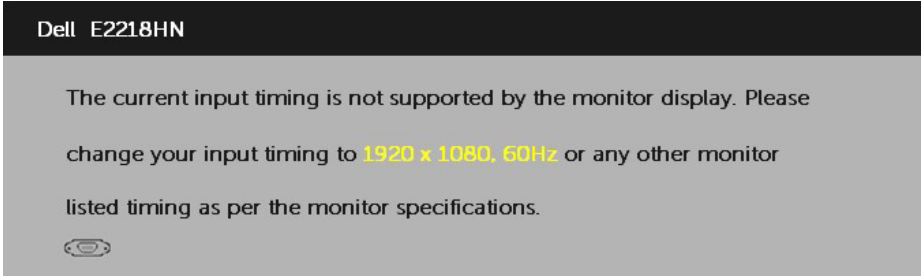 Dell E2218HN
The current input timing is not supported by the monitor display. Please
change your input timing to 1920 x 1080, 60Hz or any other monitor
listed timing as per the monitor specifications.